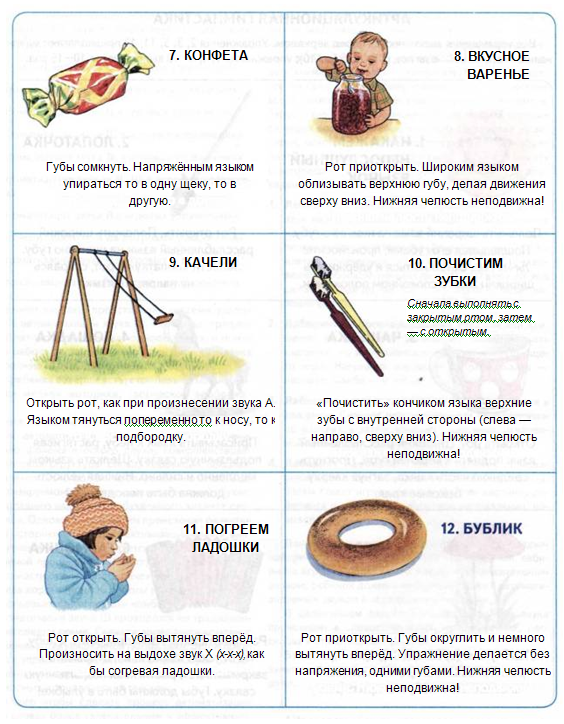 7. КОНФЕТА
Губы сомкнуть. Напряжённым языком
упираться то в одну щеку, то в
другую.
8. ВКУСНОЕ
ВАРЕНЬЕ
Рот приоткрыть. Широким языком
облизывать верхнюю губу, делая движения
сверху вниз. Нижняя челюсть неподвижна!
9. КАЧЕЛИ
Открыть рот, как при произнесении звука А.
Языком тянуться попеременното к носу, то к
подбородку.
10. ПОЧИСТИМ
ЗУБКИ
Сначала выполнять с
закрытым ртом, затем
— с открытым.
«Почистить» кончиком языка верхние
зубы с внутренней стороны (слева —
направо, сверху вниз). Нижняя челюсть
неподвижна!
11. ПОГРЕЕМ
ЛАДОШКИ
Рот открыть. Губы вытянуть вперёд.
Произносить на выдохе звук Х (х-х-х), как
бы согревая ладошки.
12. БУБЛИК
Рот приоткрыть. Губы округлить и немного
вытянуть вперёд. Упражнение делается без
напряжения, одними губами. Нижняя челюсть
неподвижна!